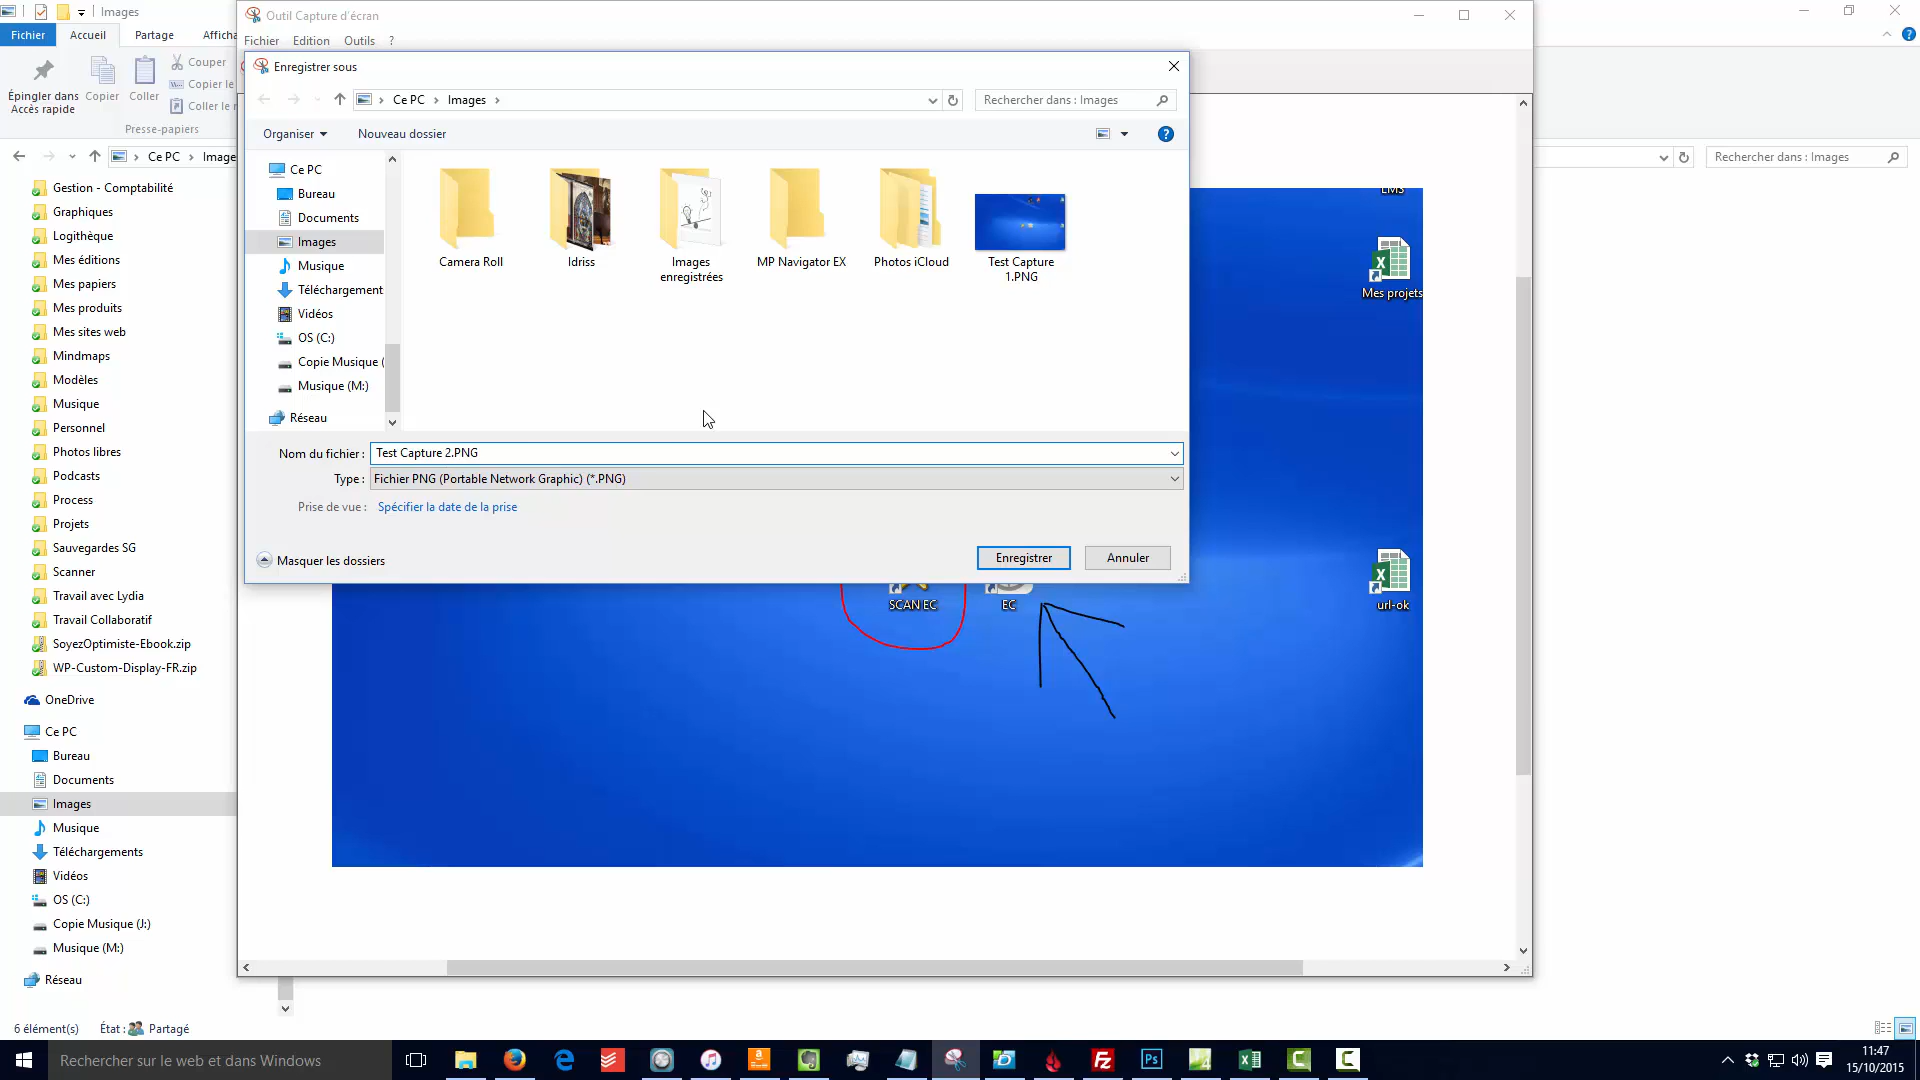 Images
Fichier
Accueil
Partage
Afficha
Épingler dans
Accès rapide
Copier
Coller
Couper
Copier le
Coller le r
Presse-papiers
Ce PC
Image
Rechercher dans : Images
Gestion - Comptabilité
Graphiques
Logithèque
Mes éditions
Mes papiers
Mes produits
Mes sites web
Mindmaps
Modèles
Musique
Personnel
Photos libres
Podcasts
Process
Projets
Sauvegardes SG
Scanner
Travail avec Lydia
Travail Collaboratif
SoyezOptimiste-Ebook.zip
WP-Custom-Display-FR.zip
OneDrive
Ce PC
Bureau
Documents
Images
Musique
Téléchargements
Vidéos
OS (C:)
Copie Musique (J:)
Musique (M:)
Réseau
6 élément(s) État : Partagé
Outil Capture d'écran
Fichier Edition Outils ?
Enregistrer sous
Ce PC
Images
Rechercher dans : Images
Organiser
Nouveau dossier
Ce PC
Bureau
Documents
Images
Musique
Téléchargement
Vidéos
OS (C:)
Copie Musique (
Musique (M:)
Réseau
Camera Roll
Idriss
Images
enregistrées
MP Navigator EX
Photos iCloud
Test Capture
1.PNG
Nom du fichier : Test Capture 2.PNG
Type : Fichier PNG (Portable Network Graphic) (*.PNG)
Prise de vue : Spécifier la date de la prise
Masquer les dossiers
Enregistrer
Annuler
LMS
Mes projets
SCAN EC
EC
url-ok
Rechercher sur le web et dans Windows
11:47
15/10/2015